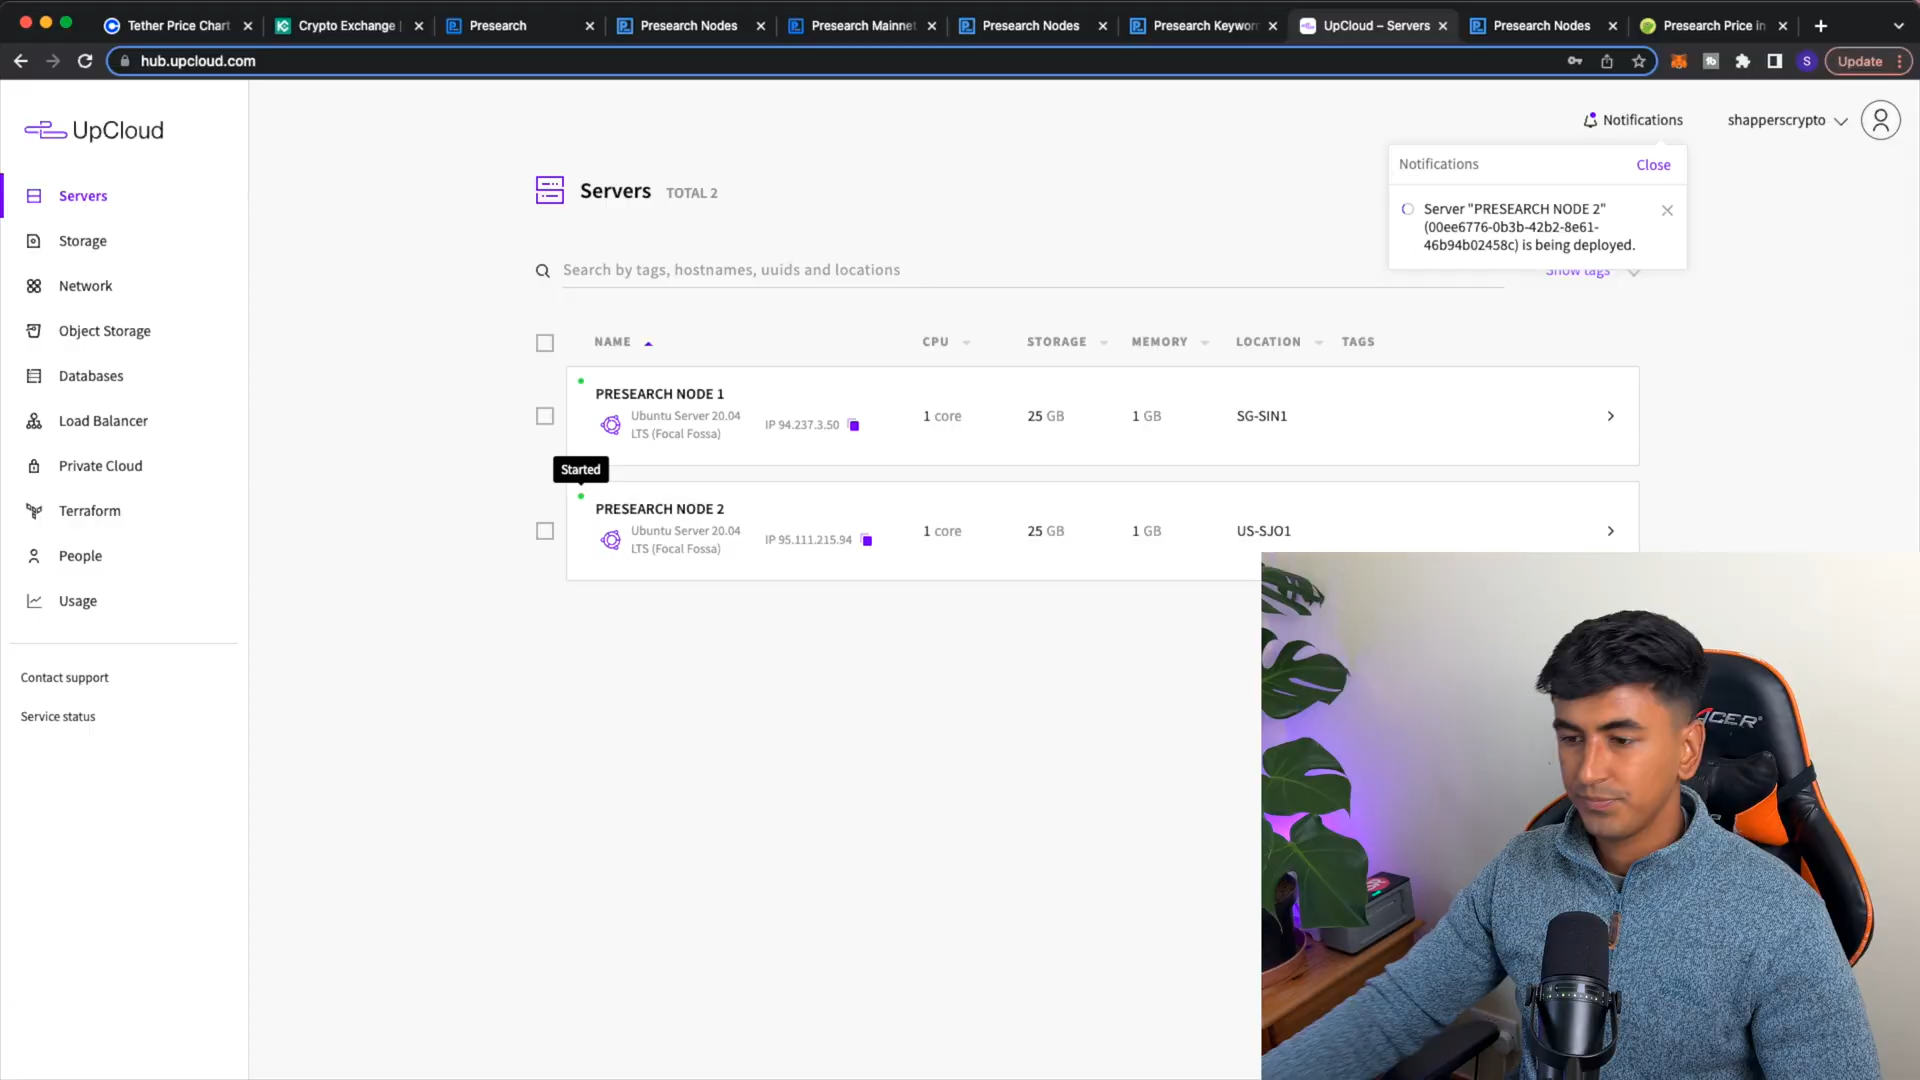 Tether Price Chart
Crypto Exchange |
Presearch
Presearch Nodes
Presearch Mainnet
Presearch Nodes
Presearch Keywor
UpCloud – Servers
Presearch Nodes
Presearch Price in
hub.upcloud.com
S
Update
UpCloud
Servers
Storage
Network
Object Storage
Databases
Load Balancer
Private Cloud
Terraform
People
Usage
Contact support
Service status
Notifications
shapperscrypto
Notifications
Close
Server "PRESEARCH NODE 2"
(00ee6776-0b3b-42b2-8e61-
46b94b02458c) is being deployed.
Servers TOTAL 2
Search by tags, hostnames, uuids and locations
Show tags
NAME CPU STORAGE MEMORY LOCATION TAGS
PRESEARCH NODE 1
Ubuntu Server 20.04
LTS (Focal Fossa)
IP 94.237.3.50
1 core
25 GB
1 GB
SG-SIN1
Started
PRESEARCH NODE 2
Ubuntu Server 20.04
LTS (Focal Fossa)
IP 95.111.215.94
1 core
25 GB
1 GB
US-SJO1
ACER